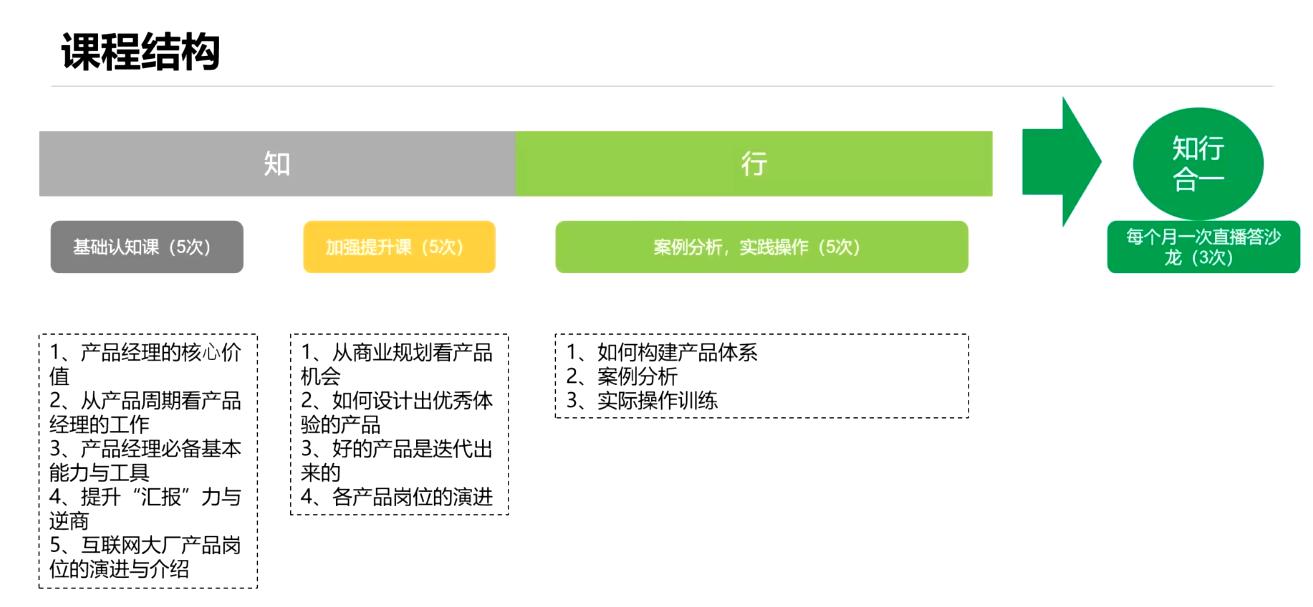 课程结构
知
行
知行
合一
基础认知课（5次）
加强提升课（5次）
案例分析，实践操作（5次）
每个月一次直播答沙
龙（3次）
1、产品经理的核心价
值
2、从产品周期看产品
经理的工作
3、产品经理必备基本
能力与工具
4、提升“汇报”力与
逆商
5、互联网大厂产品岗
位的演进与介绍
1、从商业规划看产品
机会
2、如何设计出优秀体
验的产品
3、好的产品是迭代出
来的
4、各产品岗位的演进
1、如何构建产品体系
2、案例分析
3、实际操作训练